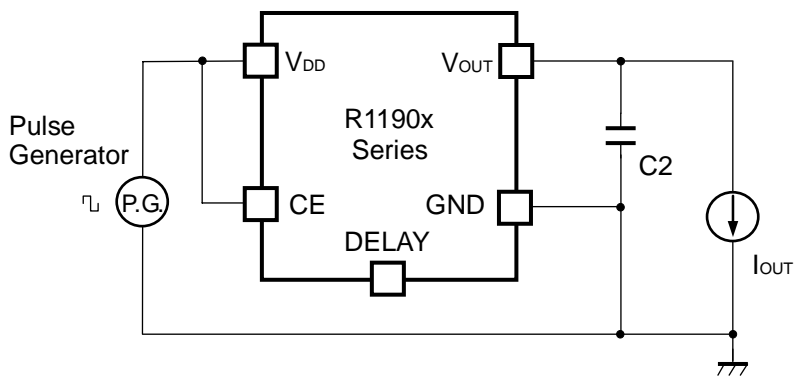 VDD
VOUT
R1190x
Series
Pulse
Generator
C2
P.G.
CE
GND
DELAY
IOUT